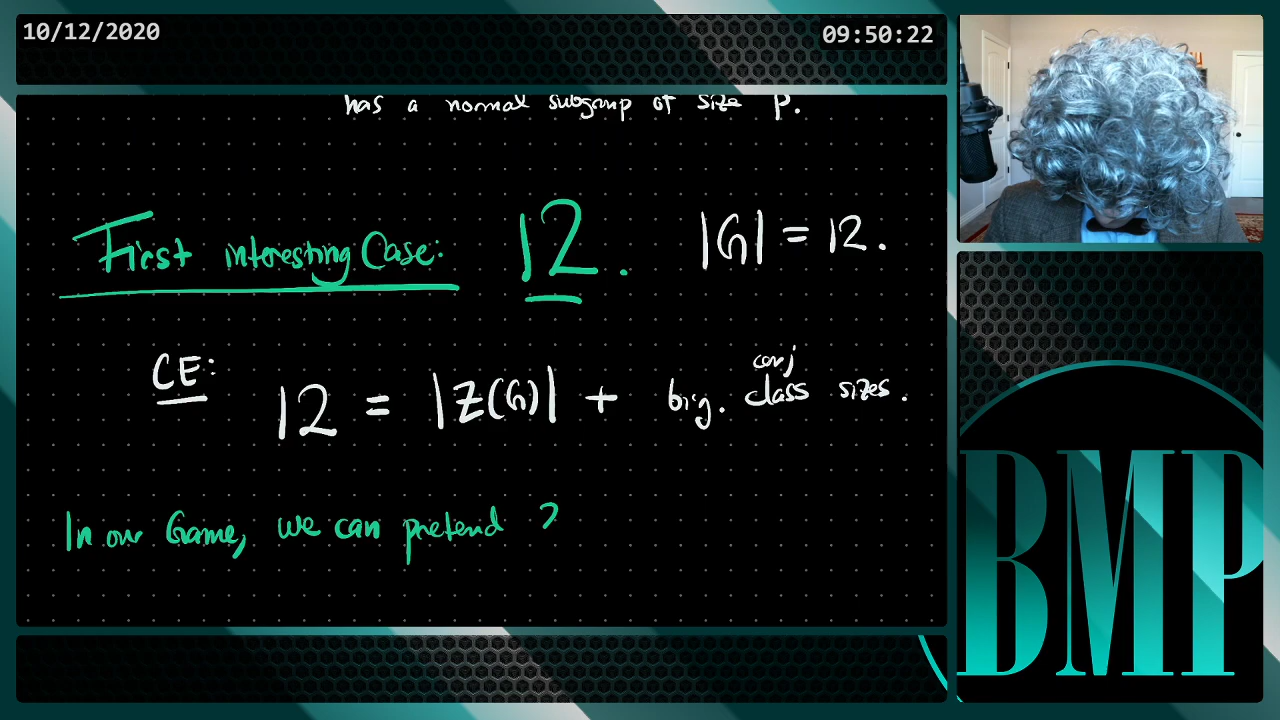 10/12/2020
09:50:22
has a normal subgroup of size p.
First interesting Case: 12. |G| = 12.
CE: 12 = |Z(G)| + big. conj class sizes.
In our Game, we can pretend
BMP